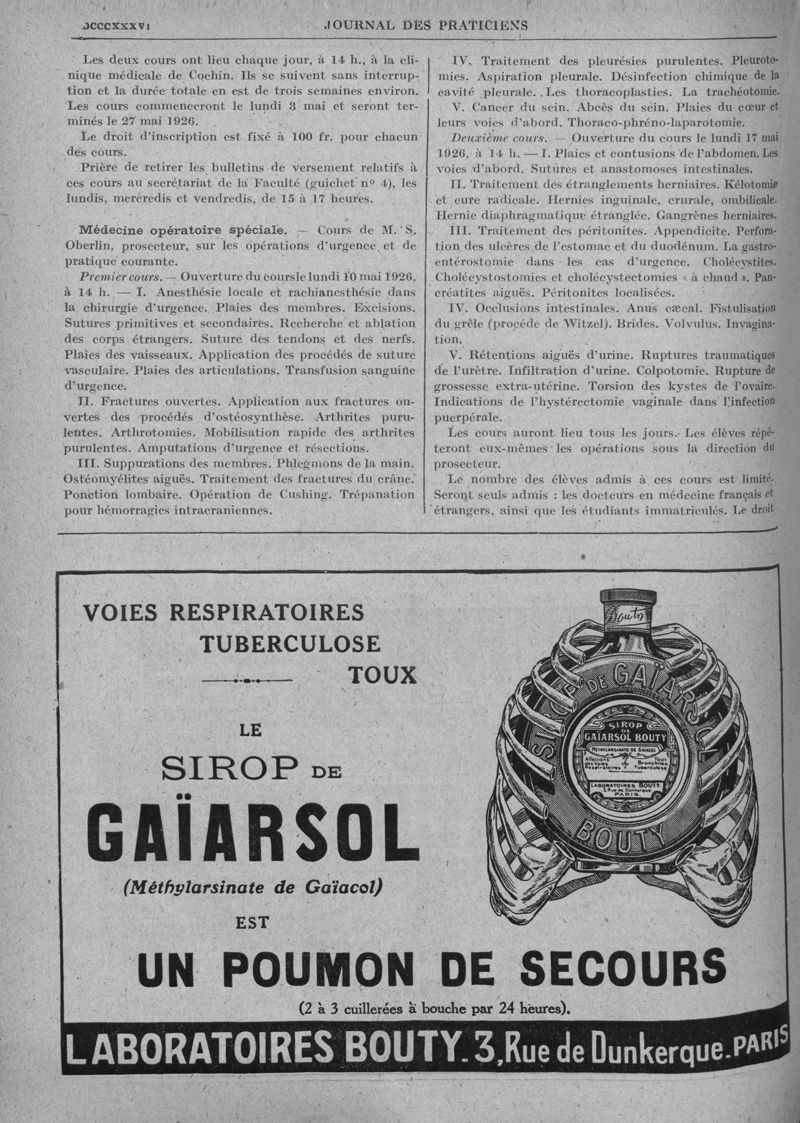 DCCCXXXVI
JOURNAL DES PRATICIENS
Les deux cours ont lieu chaque jour, à 14 h., à la cli-
nique médicale de Cochin. Ils se suivent sans interrup-
tion et la durée totale en est de trois semaines environ.
Les cours commenceront le lundi 3 mai et seront ter-
minés le 27 mai 1926.
Le droit d'inscription est fixé à 100 fr. pour chacun
des cours.
Prière de retirer les bulletins de versement relatifs à
ces cours au secrétariat de la Faculté (guichet n° 4), les
lundis, mercredis et vendredis, de 15 à 17 heures.
Médecine opératoire spéciale. — Cours de M. S.
Oberlin, prosecteur, sur les opérations d'urgence et de
pratique courante.
Premier cours. — Ouverture du cours le lundi 10 mai 1926,
à 14 h. — I. Anesthésie locale et rachianesthésie dans
la chirurgie d'urgence. Plaies des membres. Excisions.
Sutures primitives et secondaires. Recherche et ablation
des corps étrangers. Suture des tendons et des nerfs.
Plaies des vaisseaux. Application des procédés de suture
vasculaire. Plaies des articulations. Transfusion sanguine
d'urgence.
II. Fractures ouvertes. Application aux fractures ou-
vertes des procédés d'ostéosynthèse. Arthrites puru-
lentes. Arthrotomies. Mobilisation rapide des arthrites
purulentes. Amputations d'urgence et résections.
III. Suppurations des membres. Phlegmons de la main.
Ostéomyélites aiguës. Traitement des fractures du crâne.
Ponction lombaire. Opération de Cushing. Trépanation
pour hémorragies intracraniennes.
IV. Traitement des pleurésies purulentes. Pleuroto-
mies. Aspiration pleurale. Désinfection chimique de la
cavité pleurale. Les thoracoplasties. La trachéotomie.
V. Cancer du sein. Abcès du sein. Plaies du cœur et
leurs voies d'abord. Thoraco-phréno-laparotomie.
Deuxième cours. — Ouverture du cours le lundi 17 mai
1926, à 14 h. — I. Plaies et contusions de l'abdomen. Les
voies d'abord. Sutures et anastomoses intestinales.
II. Traitement des étranglements herniaires. Kélotomie
et cure radicale. Hernies inguinale, crurale, ombilicale.
Hernie diaphragmatique étranglée. Gangrènes herniaires.
III. Traitement des péritonites. Appendicite. Perfora-
tion des ulcères de l'estomac et du duodénum. La gastro-
entérostomie dans les cas d'urgence. Cholécystites.
Cholécystostomies et cholécystectomies « à chaud ». Pan-
créatites aiguës. Péritonites localisées.
IV. Occlusions intestinales. Anus cæcal. Fistulisation
du grêle (procédé de Witzel). Brides. Volvulus. Invagina-
tion.
V. Rétentions aiguës d'urine. Ruptures traumatiques
de l'urètre. Infiltration d'urine. Colpotomie. Rupture de
grossesse extra-utérine. Torsion des kystes de l'ovaire.
Indications de l'hystérectomie vaginale dans l'infection
puerpérale.
Les cours auront lieu tous les jours. Les élèves répé-
teront eux-mêmes les opérations sous la direction du
prosecteur.
Le nombre des élèves admis à ces cours est limité.
Seront seuls admis : les docteurs en médecine français et
étrangers, ainsi que les étudiants immatriculés. Le droit
VOIES RESPIRATOIRES
TUBERCULOSE
TOUX
LE
SIROP DE
GAÏARSOL
(Méthylarsinate de Gaïacol)
EST
UN POUMON DE SECOURS
(2 à 3 cuillerées à bouche par 24 heures).
LABORATOIRES BOUTY. 3, Rue de Dunkerque. PARIS
Bouty
SIROP DE GAÏARSOL
BOUTY
SIROP
DE
GAÏARSOL BOUTY
MÉTHYLARSINATE DE GAÏACOL
Affections Toux
des Voies Bronchites
Respiratoires Tuberculose
LABORATOIRES BOUTY
3, Rue de Dunkerque
PARIS